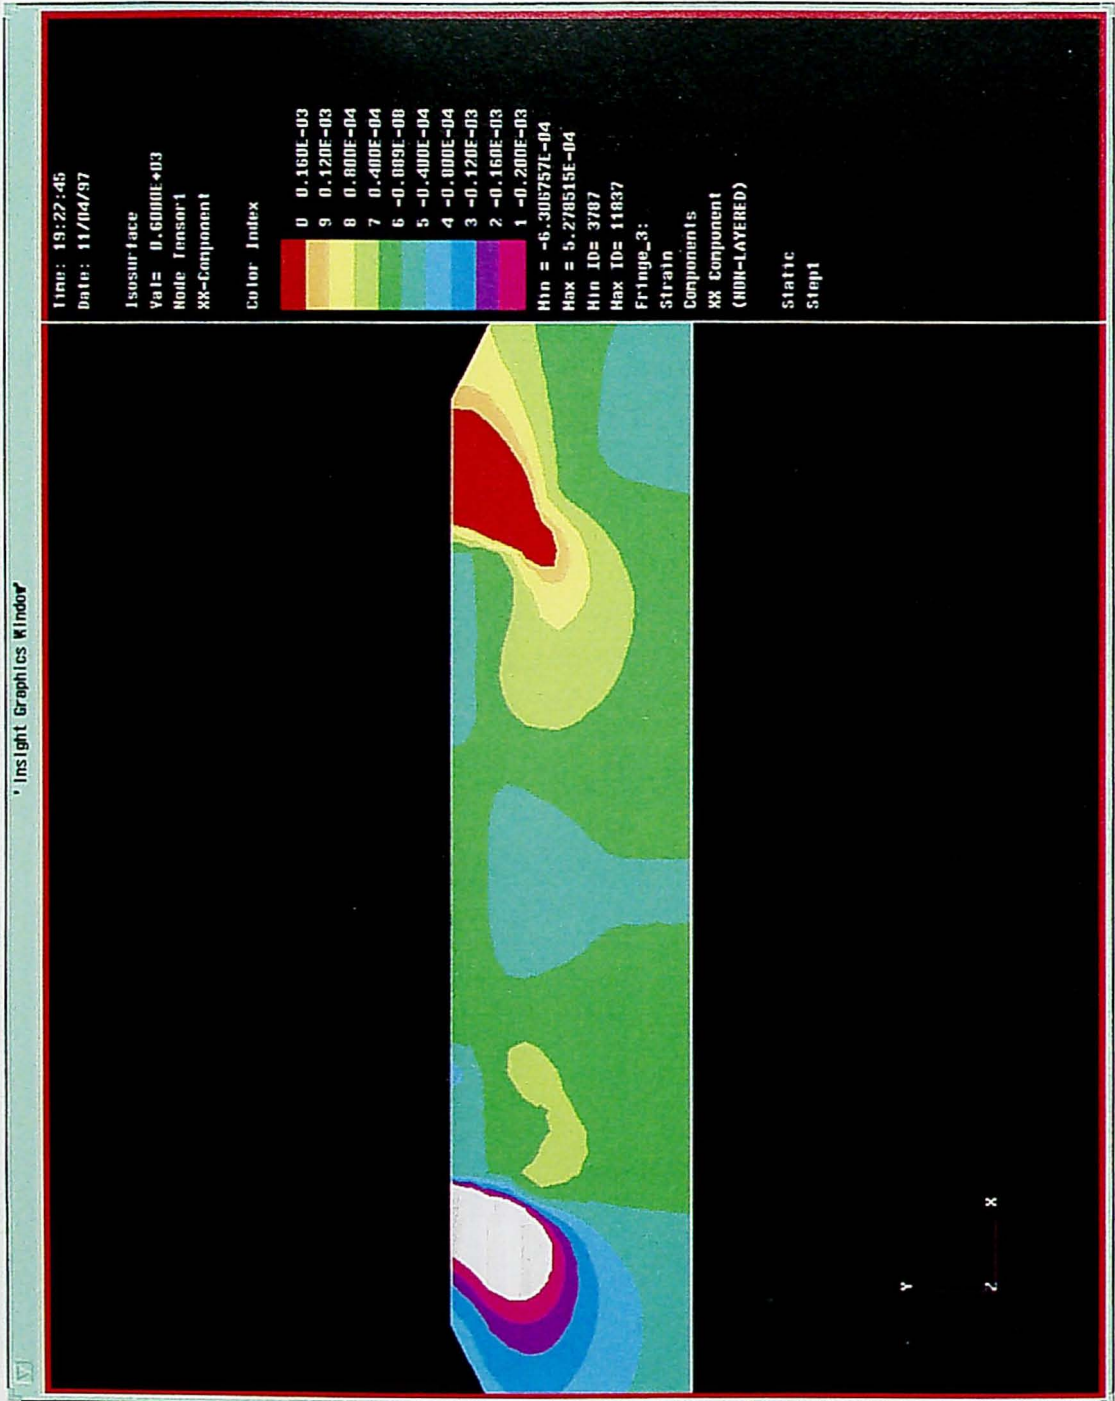 'Insight Graphics Window'
Time: 19:22:45
Date: 11/04/97
Isosurface
Val= 0.6000E+03
Node Tensor1
XX-Component
Color Index
0 0.160E-03
9 0.120E-03
8 0.800E-04
7 0.400E-04
6 -0.889E-08
5 -0.400E-04
4 -0.800E-04
3 -0.120E-03
2 -0.160E-03
1 -0.200E-03
Min = -6.306757E-04
Max = 5.278515E-04
Min ID= 3787
Max ID= 11837
Fringe_3:
Strain
Components
XX Component
(NON-LAYERED)
Static
Step1
Y
Z X